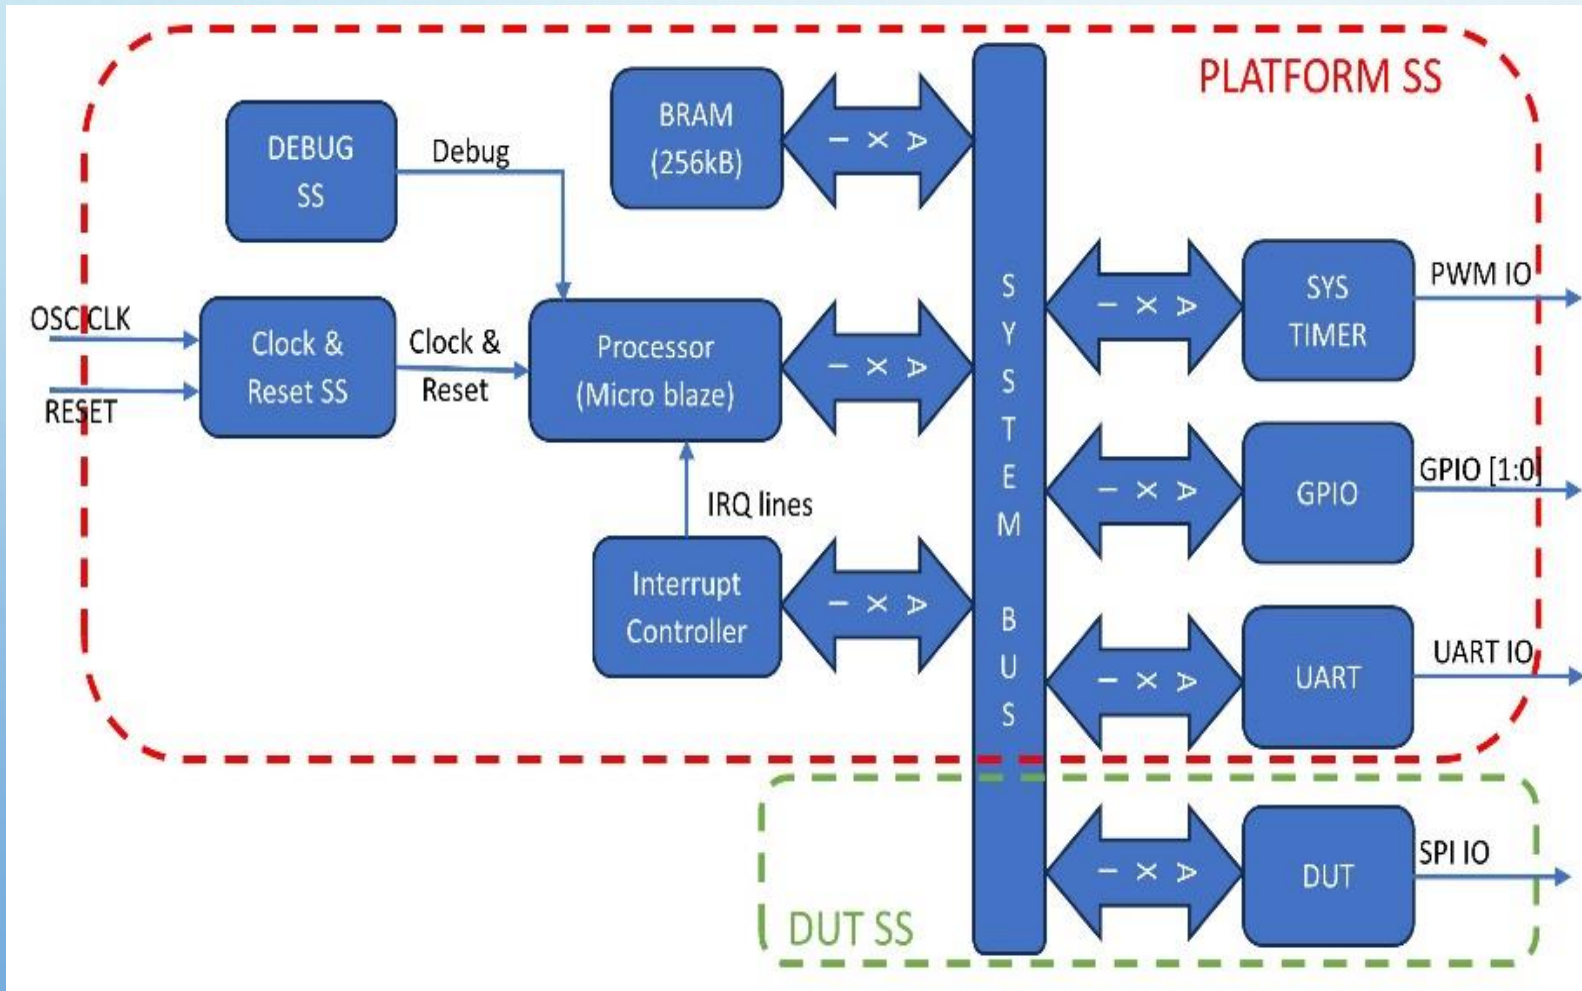 PLATFORM SS
DEBUG
SS
Debug
BRAM
(256kB)
AXI
OSC CLK
RESET
Clock &
Reset SS
Clock &
Reset
Processor
(Micro blaze)
AXI
IRQ lines
Interrupt
Controller
AXI
SYSTEM BUS
AXI
SYS
TIMER
PWM IO
AXI
GPIO
GPIO [1:0]
AXI
UART
UART IO
DUT SS
AXI
DUT
SPI IO